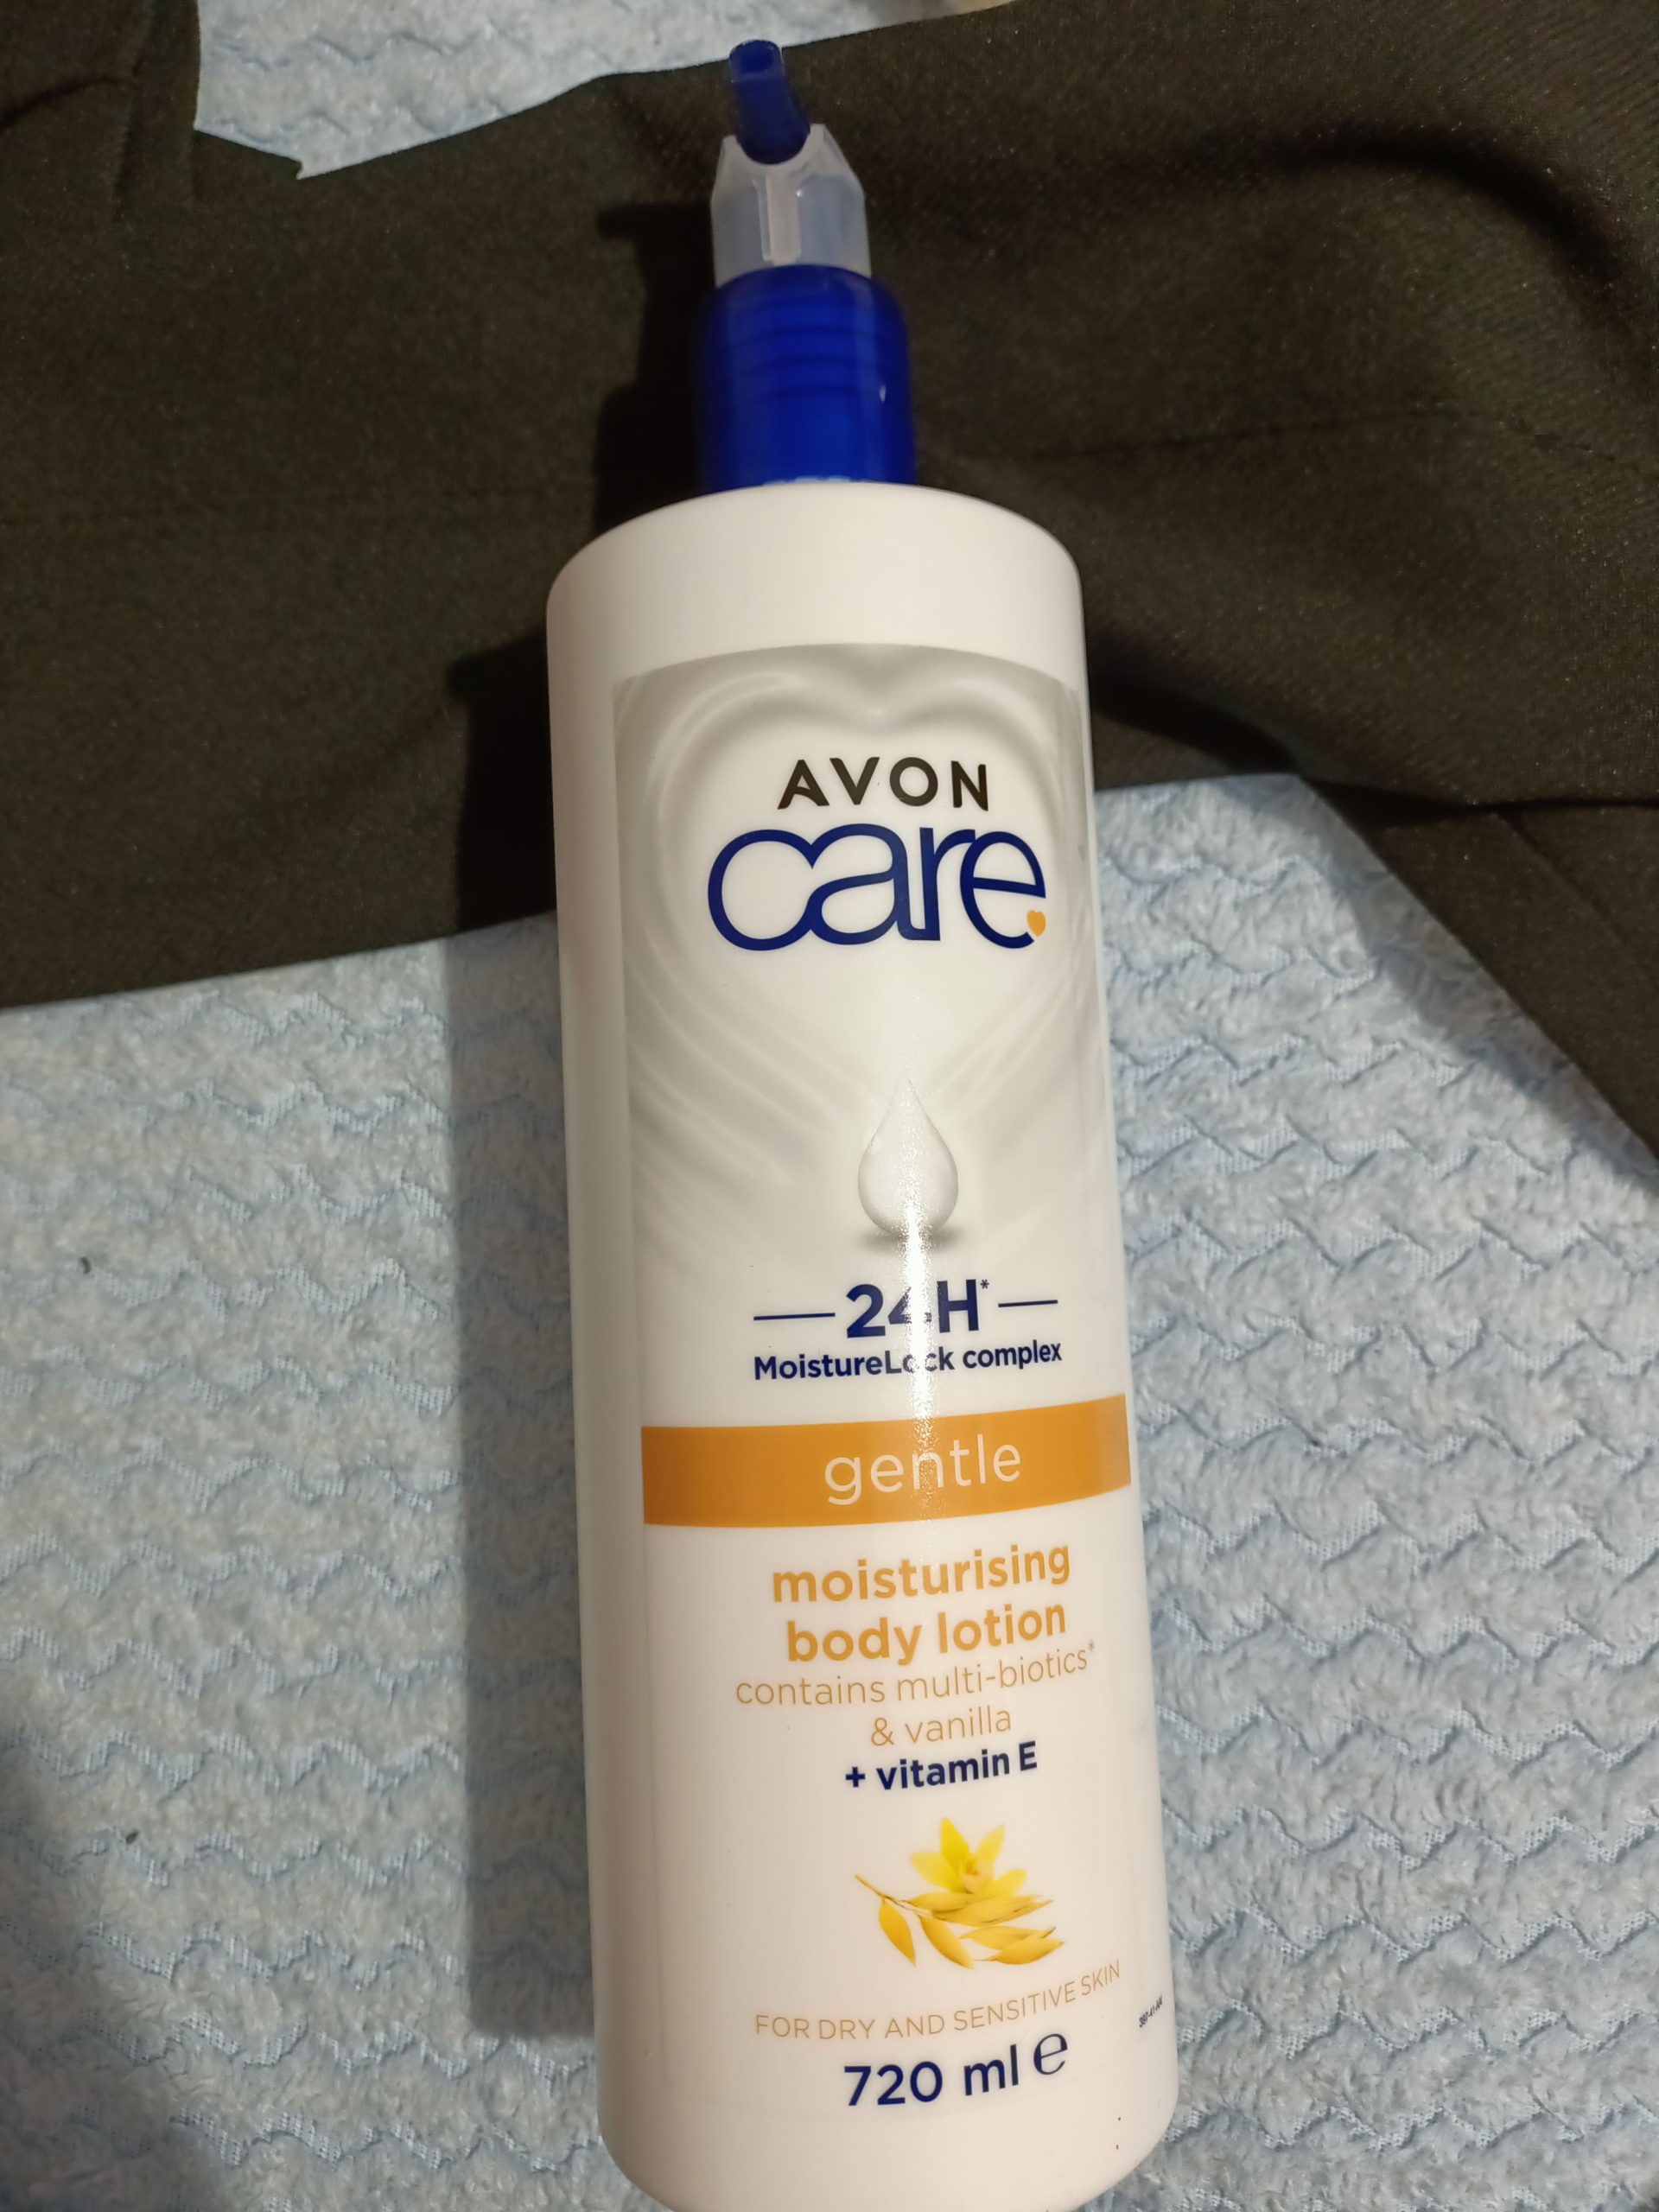 AVON
care
24H*
MoistureLock complex
gentle
moisturising
body lotion
contains multi-biotics*
& vanilla
+ vitamin E
FOR DRY AND SENSITIVE SKIN
720 ml ℮